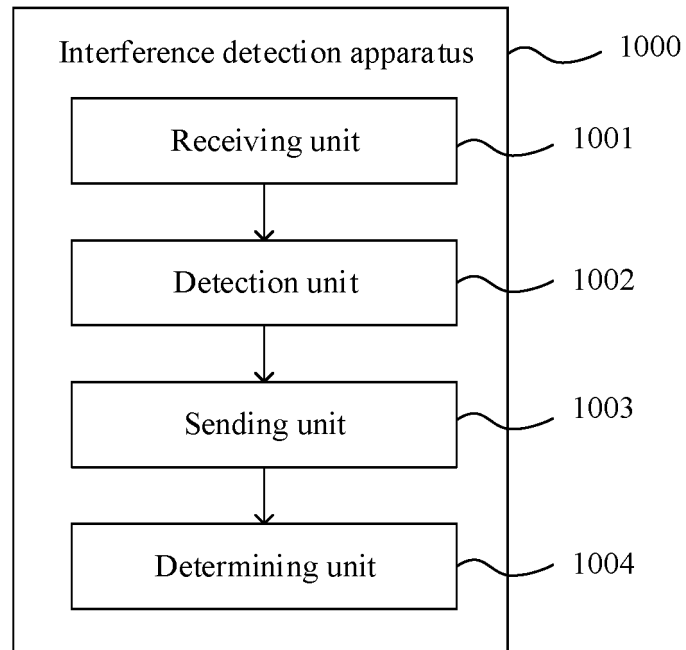 Interference detection apparatus
1000
Receiving unit
1001
Detection unit
1002
Sending unit
1003
Determining unit
1004